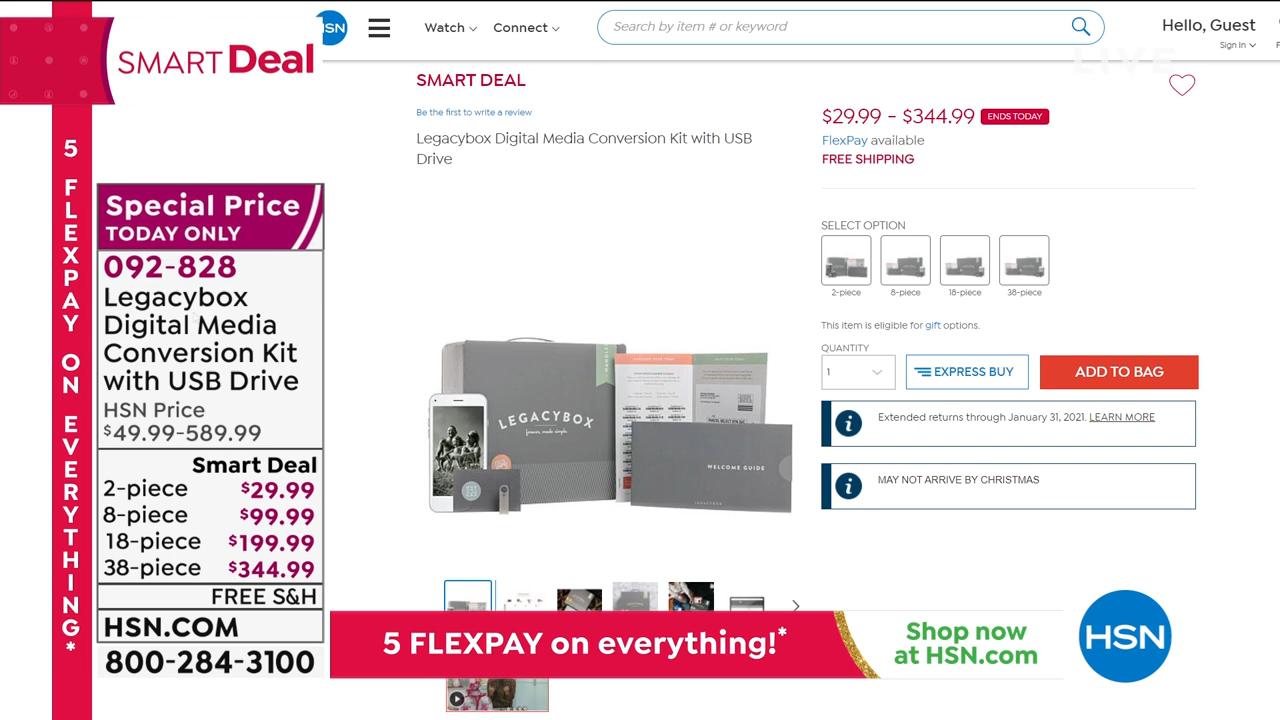 SMART Deal
5 FLEXPAY ON EVERYTHING*
Special Price
TODAY ONLY
092-828
Legacybox
Digital Media
Conversion Kit
with USB Drive
HSN Price
$49.99-589.99
Smart Deal
2-piece $29.99
8-piece $99.99
18-piece $199.99
38-piece $344.99
FREE S&H
HSN.COM
800-284-3100
HSN
Watch
Connect
Search by item # or keyword
Hello, Guest
Sign In
LIVE
SMART DEAL
Be the first to write a review
Legacybox Digital Media Conversion Kit with USB
Drive
$29.99 - $344.99 ENDS TODAY
FlexPay available
FREE SHIPPING
SELECT OPTION
2-piece 8-piece 18-piece 38-piece
This item is eligible for gift options.
QUANTITY
1
EXPRESS BUY
ADD TO BAG
Extended returns through January 31, 2021. LEARN MORE
MAY NOT ARRIVE BY CHRISTMAS
LEGACYBOX
WELCOME GUIDE
LEGACYBOX
5 FLEXPAY on everything!*
Shop now
at HSN.com
HSN